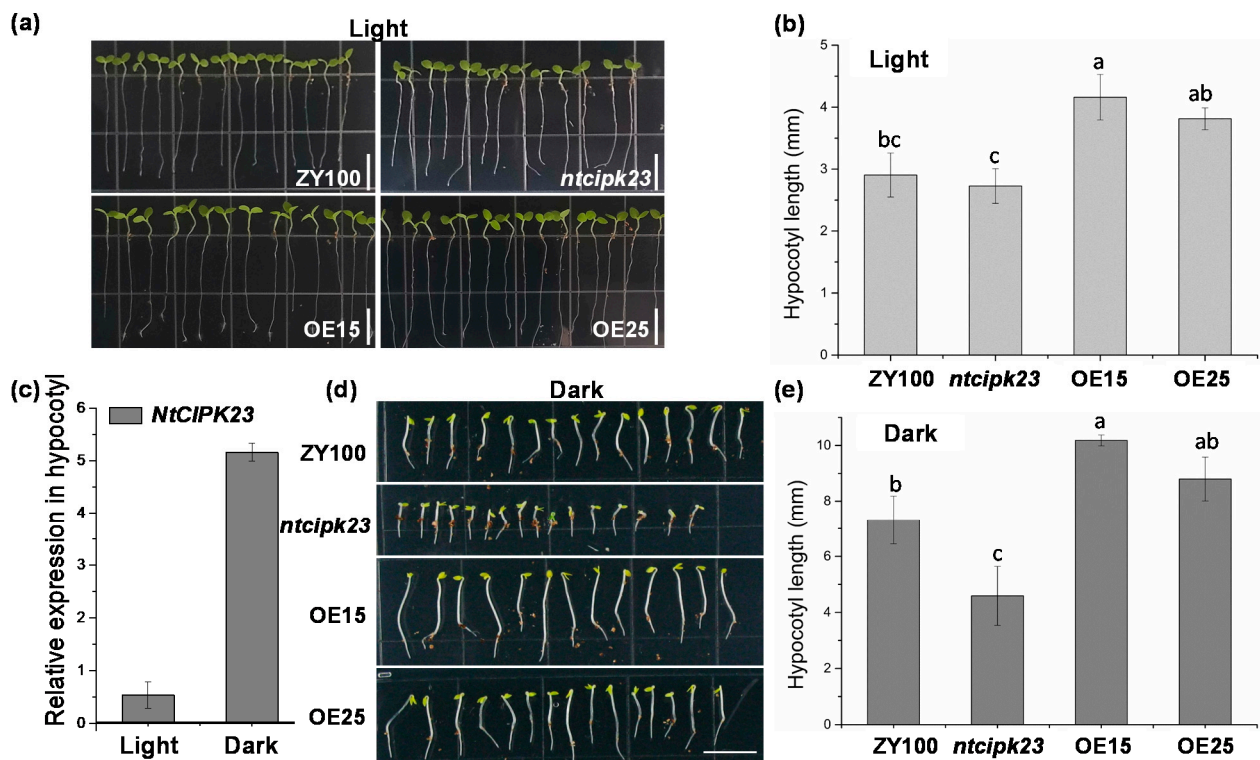 (a)
Light
ZY100
ntcipk23
OE15
OE25
(b)
Light
Hypocotyl length (mm)
5
4
3
2
1
0
bc
c
a
ab
ZY100
ntcipk23
OE15
OE25
(c)
Relative expression in hypocotyl
NtCIPK23
6
5
4
3
2
1
0
Light
Dark
(d)
Dark
ZY100
ntcipk23
OE15
OE25
(e)
Dark
Hypocotyl length (mm)
10
8
6
4
2
0
b
c
a
ab
ZY100
ntcipk23
OE15
OE25